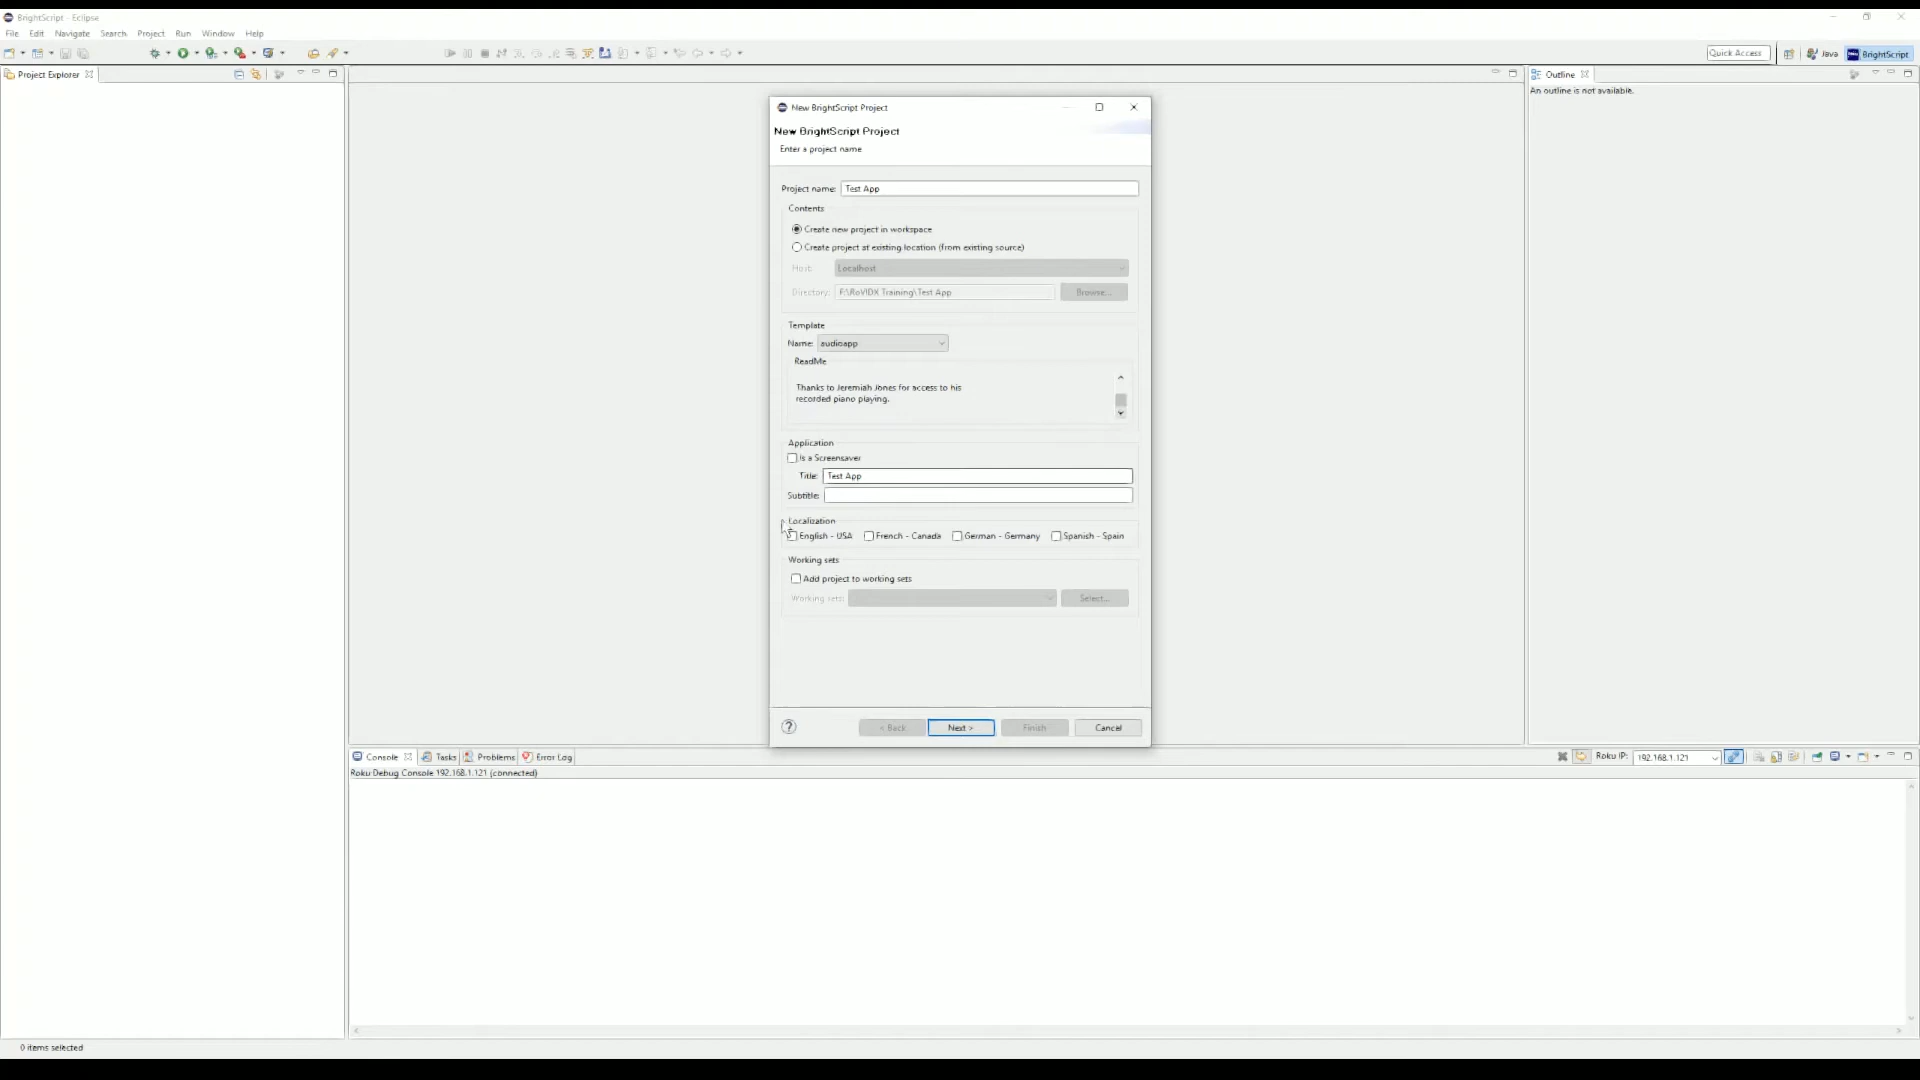 BrightScript - Eclipse
File Edit Navigate Search Project Run Window Help
Quick Access Java BrightScript
Project Explorer
Outline
An outline is not available.
New BrightScript Project
New BrightScript Project
Enter a project name
Project name: Test App
Contents
Create new project in workspace
Create project at existing location (from existing source)
Host: Localhost
Directory: F:\RoVIDX Training\Test App Browse...
Template
Name: audioapp
ReadMe
Thanks to Jeremiah Jones for access to his
recorded piano playing.
Application
Is a Screensaver
Title: Test App
Subtitle:
Localization
English - USA French - Canada German - Germany Spanish - Spain
Working sets
Add project to working sets
Working sets: Select...
< Back Next > Finish Cancel
Console Tasks Problems Error Log Roku IP: 192.168.1.121
Roku Debug Console 192.168.1.121 (connected)
0 items selected